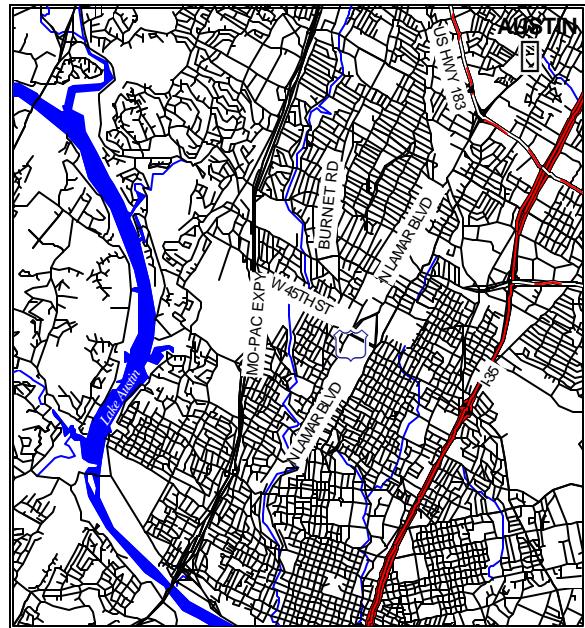 AUSTIN
US HWY 183
BURNET RD
N LAMAR BLVD
W 45TH ST
MO-PAC EXPY
I 35
Lake Austin
N LAMAR BLVD